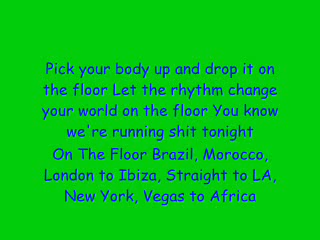 Pick your body up and drop it on
the floor Let the rhythm change
your world on the floor You know
we're running shit tonight
On The Floor Brazil, Morocco,
London to Ibiza, Straight to LA,
New York, Vegas to Africa